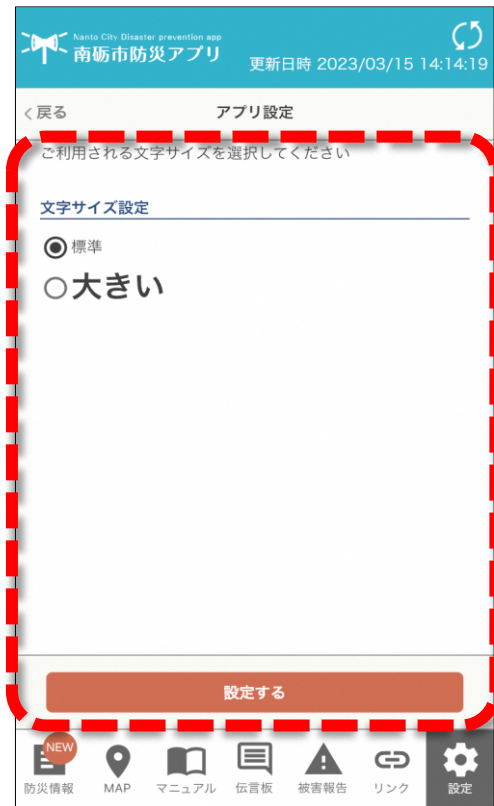 Nanto City Disaster prevention app
南砺市防災アプリ
更新日時 2023/03/15 14:14:19
戻る
アプリ設定
ご利用される文字サイズを選択してください
文字サイズ設定
標準
大きい
設定する
NEW
防災情報
MAP
マニュアル
伝言板
被害報告
リンク
設定